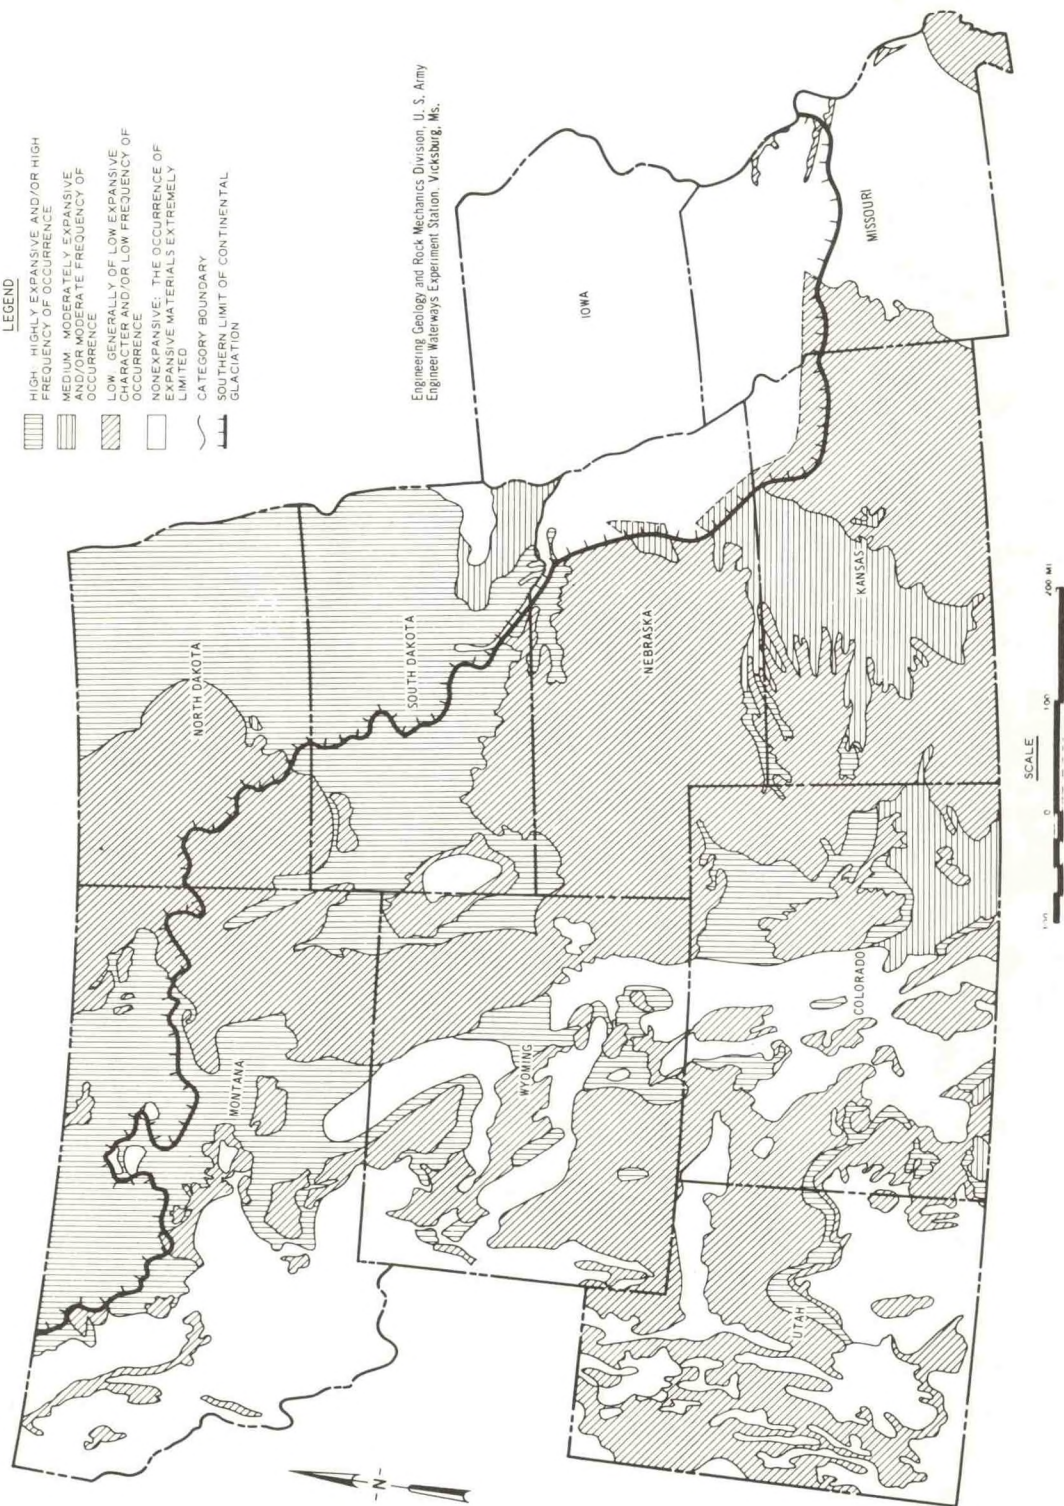 LEGEND
HIGH HIGHLY EXPANSIVE AND/OR HIGH
FREQUENCY OF OCCURRENCE
MEDIUM MODERATELY EXPANSIVE
AND/OR MODERATE FREQUENCY OF
OCCURRENCE
LOW GENERALLY OF LOW EXPANSIVE
CHARACTER AND/OR LOW FREQUENCY OF
OCCURRENCE
NONEXPANSIVE: THE OCCURRENCE OF
EXPANSIVE MATERIALS EXTREMELY
LIMITED
CATEGORY BOUNDARY
SOUTHERN LIMIT OF CONTINENTAL
GLACIATION
Engineering Geology and Rock Mechanics Division, U. S. Army
Engineer Waterways Experiment Station, Vicksburg, Ms.
MONTANA
NORTH DAKOTA
SOUTH DAKOTA
WYOMING
NEBRASKA
IOWA
UTAH
COLORADO
KANSAS
MISSOURI
-N-
SCALE
100 0 100 200 MI